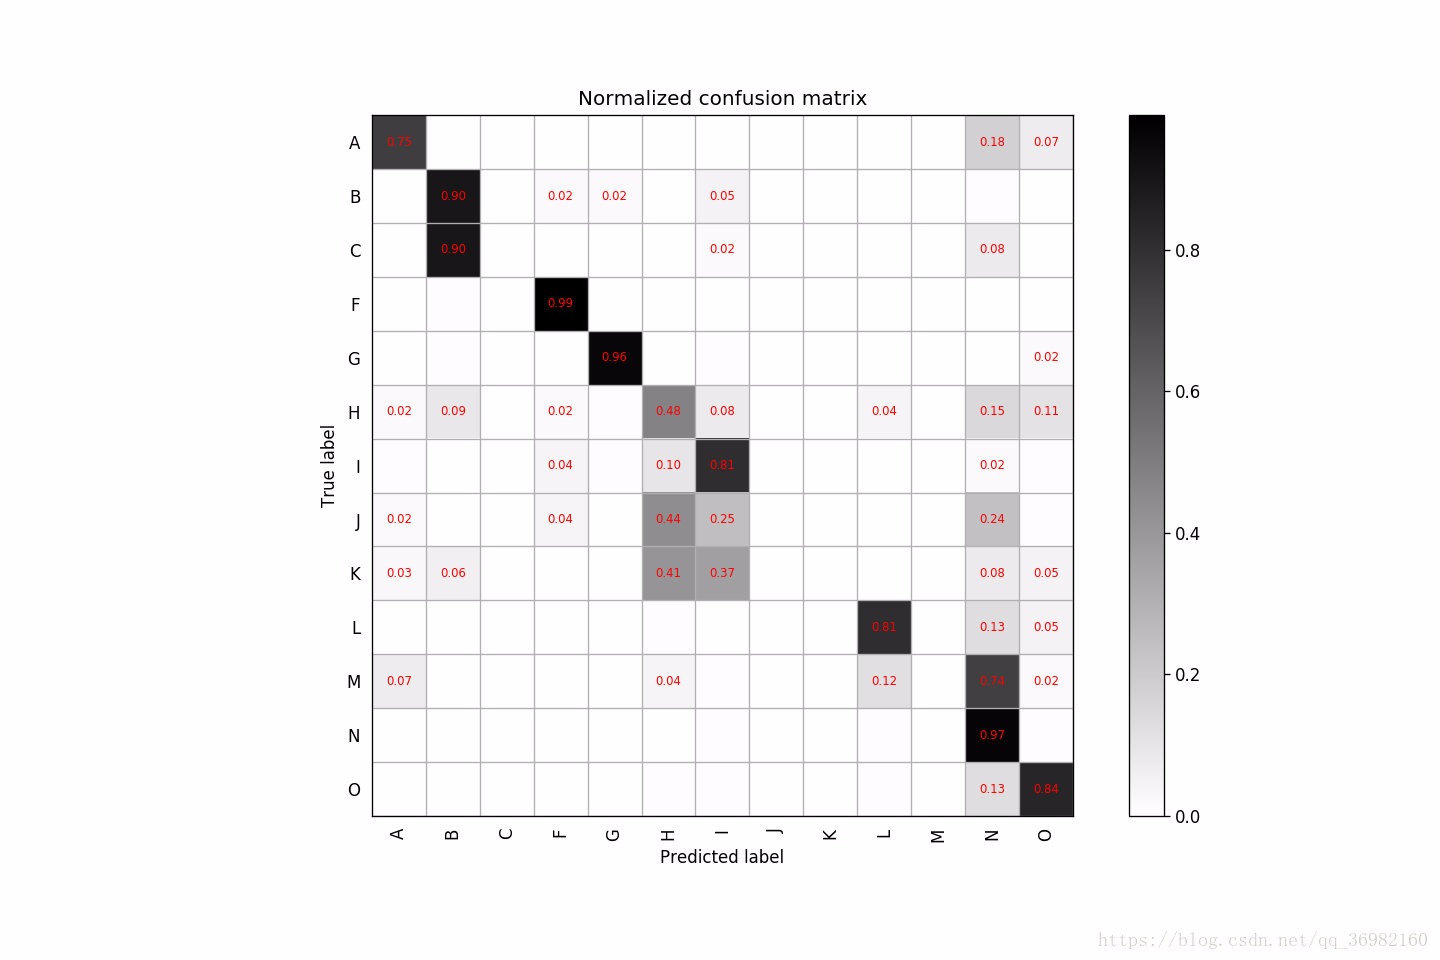 Normalized confusion matrix
A 0.75 0.18 0.07
B 0.90 0.02 0.02 0.05
C 0.90 0.02 0.08
F 0.99
G 0.96 0.02
H 0.02 0.09 0.02 0.48 0.08 0.04 0.15 0.11
I 0.04 0.10 0.81 0.02
J 0.02 0.04 0.44 0.25 0.24
K 0.03 0.06 0.41 0.37 0.08 0.05
L 0.81 0.13 0.05
M 0.07 0.04 0.12 0.74 0.02
N 0.97
O 0.13 0.84
A B C F G H I J K L M N O
True label
Predicted label
0.8
0.6
0.4
0.2
0.0
https://blog.csdn.net/qq_36982160